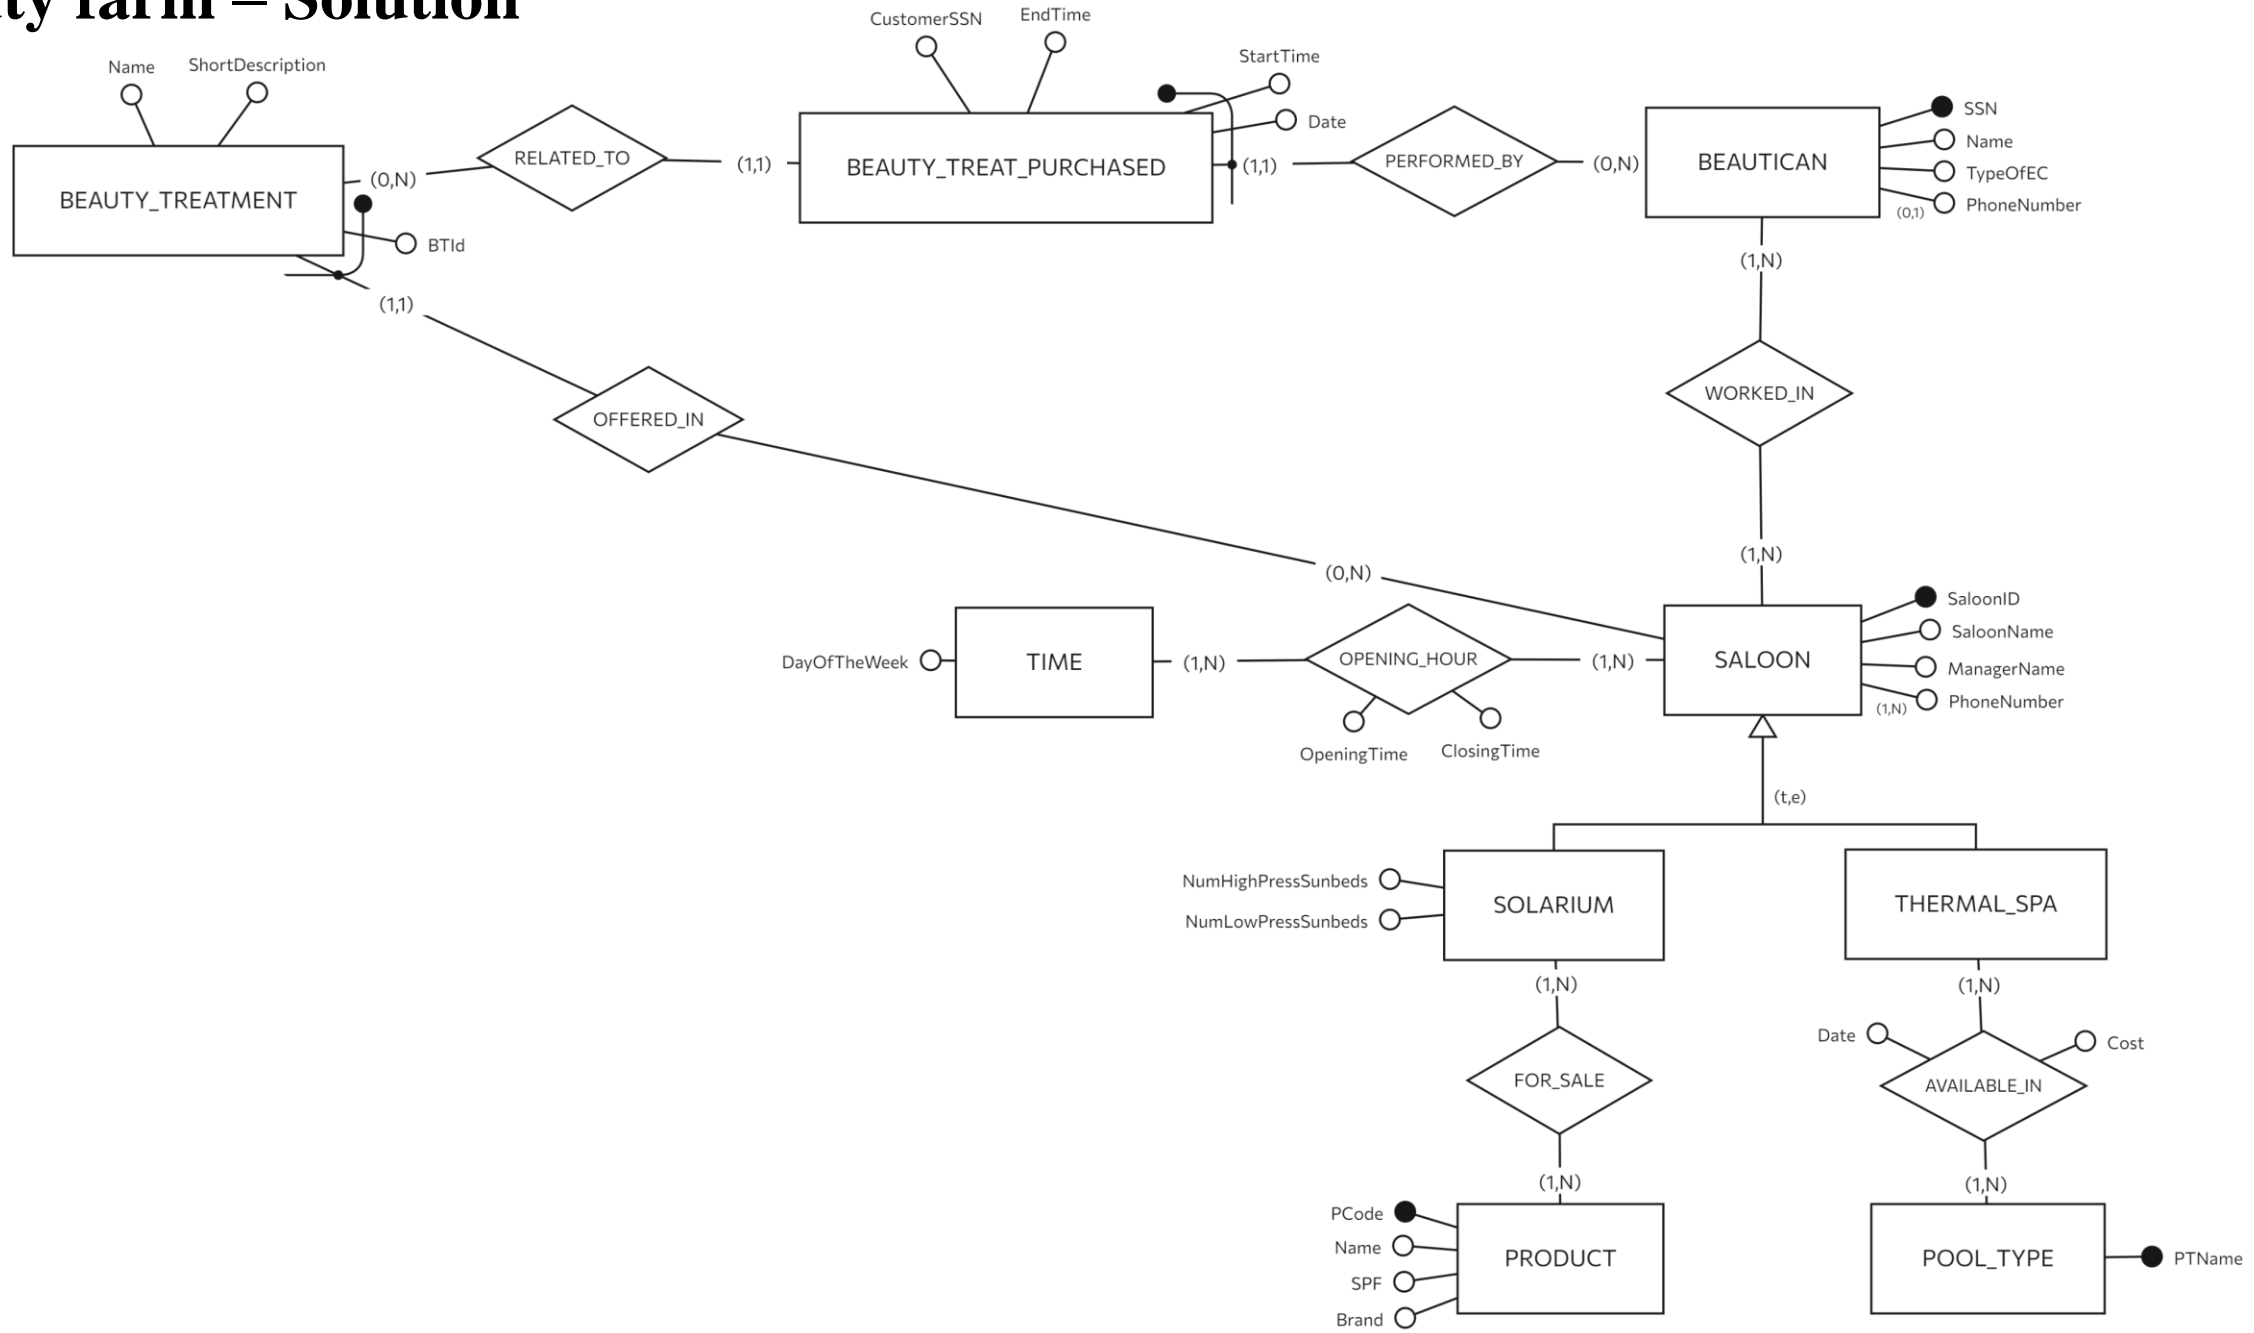 ty farm – Solution
CustomerSSN
EndTime
StartTime
Name
ShortDescription
Date
SSN
Name
TypeOfEC
PhoneNumber
(0,1)
BEAUTY_TREATMENT
(0,N)
RELATED_TO
(1,1)
BEAUTY_TREAT_PURCHASED
(1,1)
PERFORMED_BY
(0,N)
BEAUTICAN
BTId
(1,1)
(1,N)
OFFERED_IN
WORKED_IN
(0,N)
(1,N)
DayOfTheWeek
TIME
(1,N)
OPENING_HOUR
(1,N)
SALOON
SaloonID
SaloonName
ManagerName
PhoneNumber
(1,N)
OpeningTime
ClosingTime
(t,e)
NumHighPressSunbeds
NumLowPressSunbeds
SOLARIUM
THERMAL_SPA
(1,N)
(1,N)
Date
Cost
FOR_SALE
AVAILABLE_IN
(1,N)
(1,N)
PCode
Name
SPF
Brand
PRODUCT
POOL_TYPE
PTName